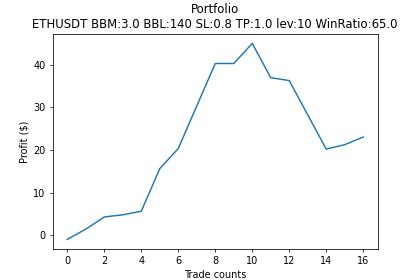 Portfolio
ETHUSDT BBM:3.0 BBL:140 SL:0.8 TP:1.0 lev:10 WinRatio:65.0
40
30
20
10
0
Profit ($)
0 2 4 6 8 10 12 14 16
Trade counts